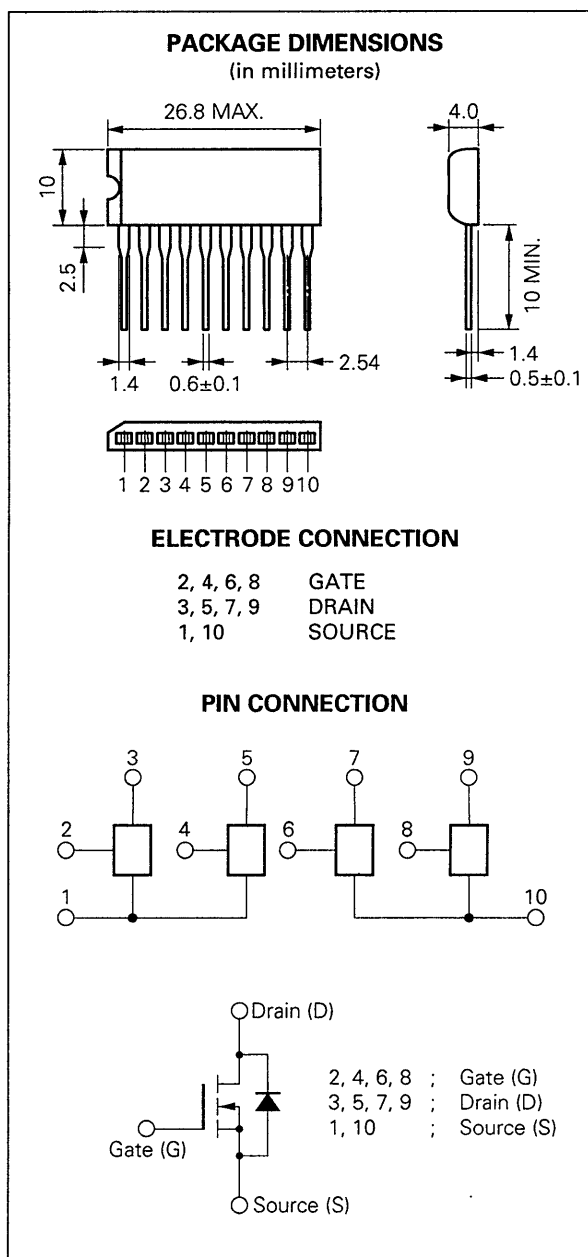 PACKAGE DIMENSIONS
(in millimeters)
26.8 MAX.
4.0
10
2.5
10 MIN.
1.4
0.6±0.1
2.54
1.4
0.5±0.1
1 2 3 4 5 6 7 8 9 10
ELECTRODE CONNECTION
2, 4, 6, 8 GATE
3, 5, 7, 9 DRAIN
1, 10 SOURCE
PIN CONNECTION
3 5 7 9
2 4 6 8
1 10
Drain (D)
2, 4, 6, 8 ; Gate (G)
3, 5, 7, 9 ; Drain (D)
1, 10 ; Source (S)
Gate (G)
Source (S)